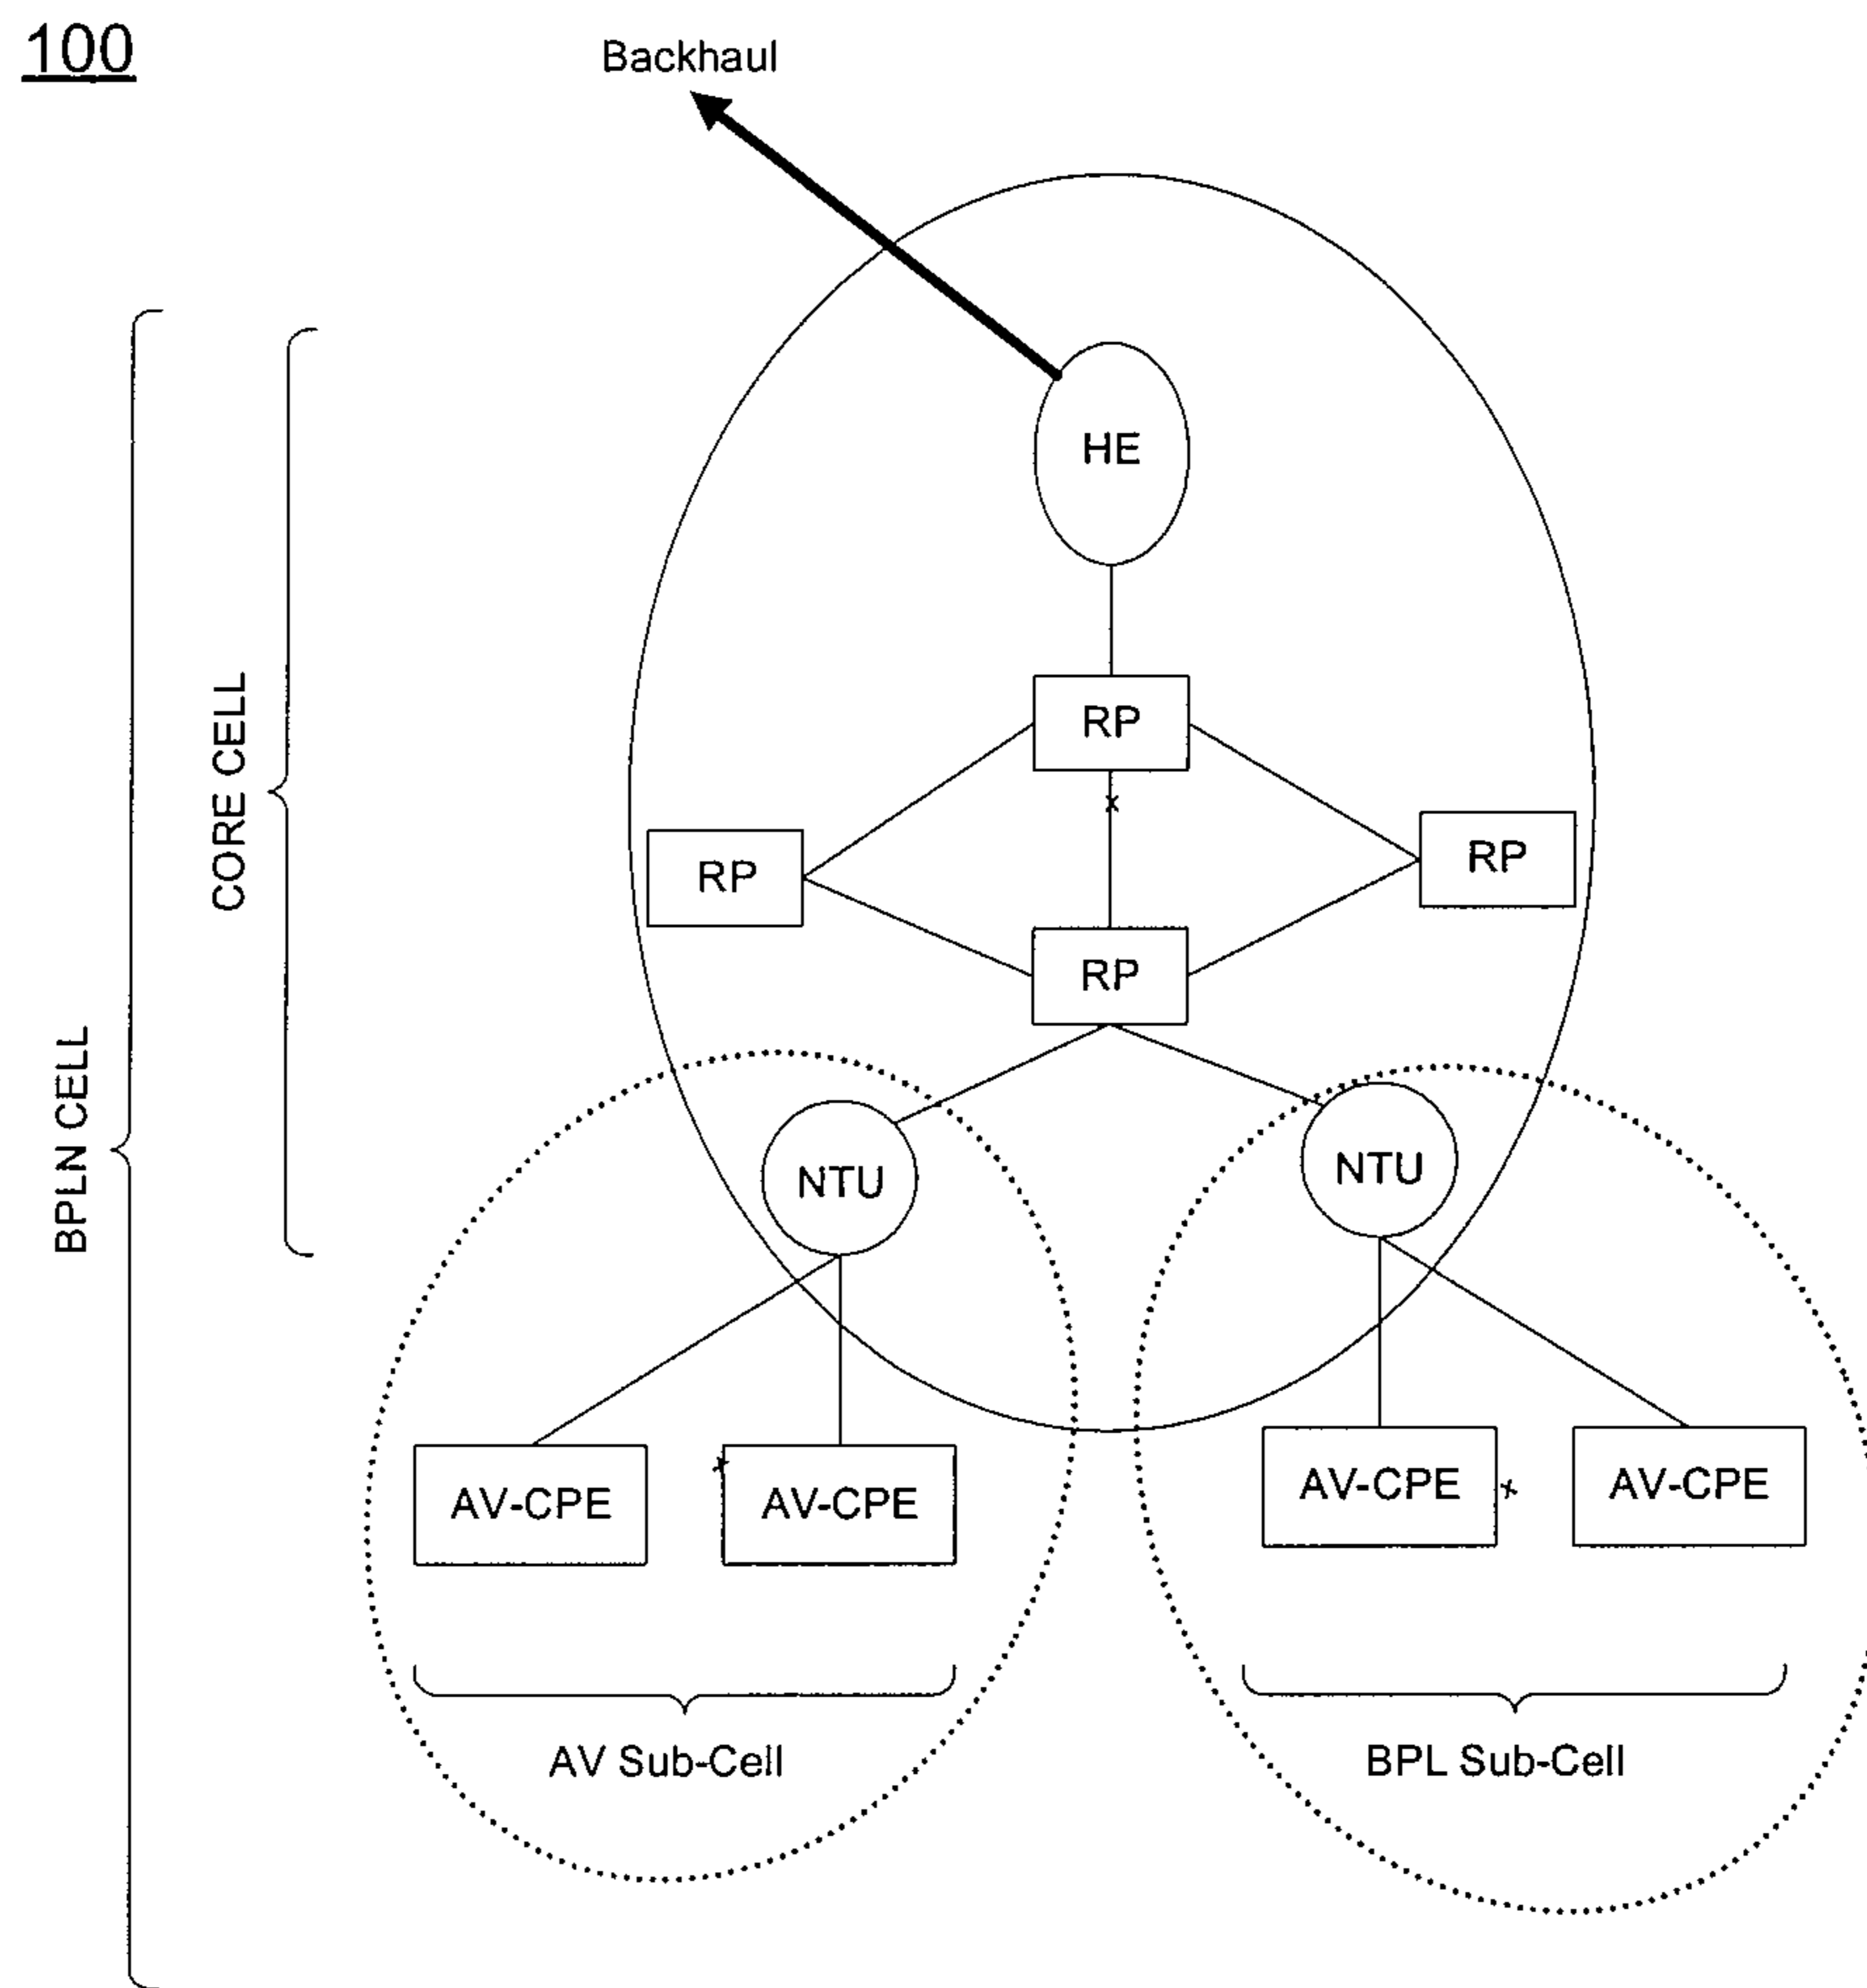 100
Backhaul
HE
RP
RP
RP
RP
CORE CELL
BPLN CELL
NTU
NTU
AV-CPE
AV-CPE
AV-CPE
AV-CPE
AV Sub-Cell
BPL Sub-Cell